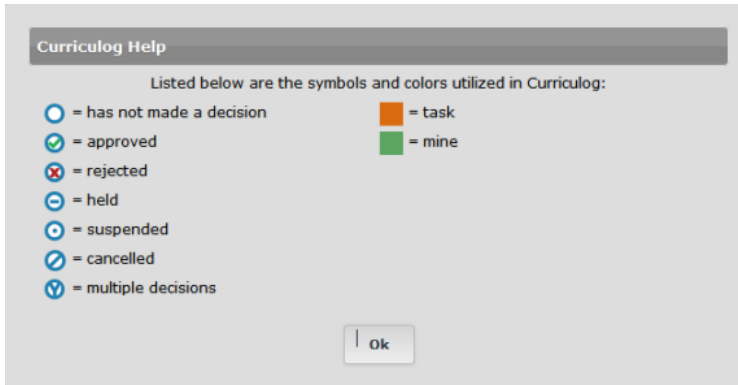 Curriculog Help
Listed below are the symbols and colors utilized in Curriculog:
= has not made a decision
= approved
= rejected
= held
= suspended
= cancelled
= multiple decisions
= task
= mine
Ok